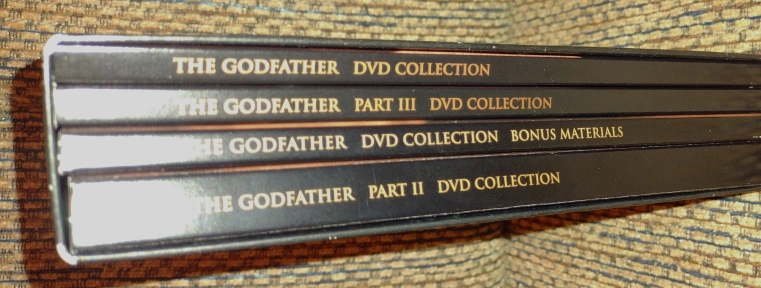 THE GODFATHER DVD COLLECTION
THE GODFATHER PART III DVD COLLECTION
THE GODFATHER DVD COLLECTION BONUS MATERIALS
THE GODFATHER PART II DVD COLLECTION